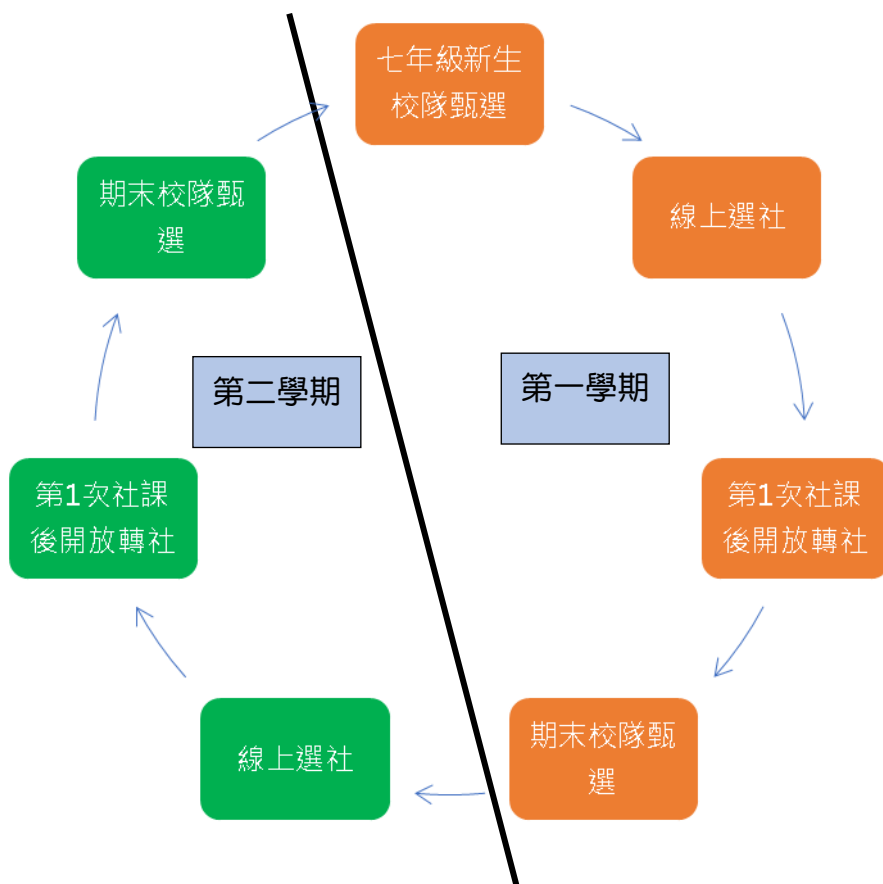 七年級新生
校隊甄選
線上選社
第1次社課
後開放轉社
期末校隊甄
選
線上選社
第1次社課
後開放轉社
期末校隊甄
選
第二學期
第一學期